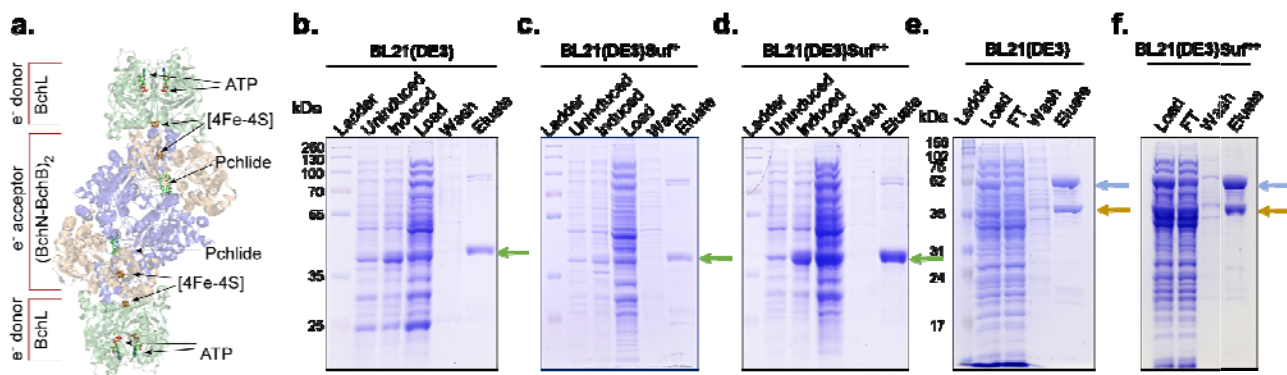 a.
e⁻ donor
BchL
e⁻ acceptor
(BchN-BchB)₂
e⁻ donor
BchL
ATP
[4Fe-4S]
Pchlide
Pchlide
[4Fe-4S]
ATP
b.
BL21(DE3)
kDa
Ladder
Uninduced
Induced
Load
Wash
Eluate
260
130
100
70
55
35
25
c.
BL21(DE3)Suf⁺
Ladder
Uninduced
Induced
Load
Wash
Eluate
d.
BL21(DE3)Suf⁺⁺
Ladder
Uninduced
Induced
Load
Wash
Eluate
e.
BL21(DE3)
kDa
Ladder
Load
FT
Wash
Eluate
150
102
76
52
35
31
24
17
f.
BL21(DE3)Suf⁺⁺
Load
FT
Wash
Eluate